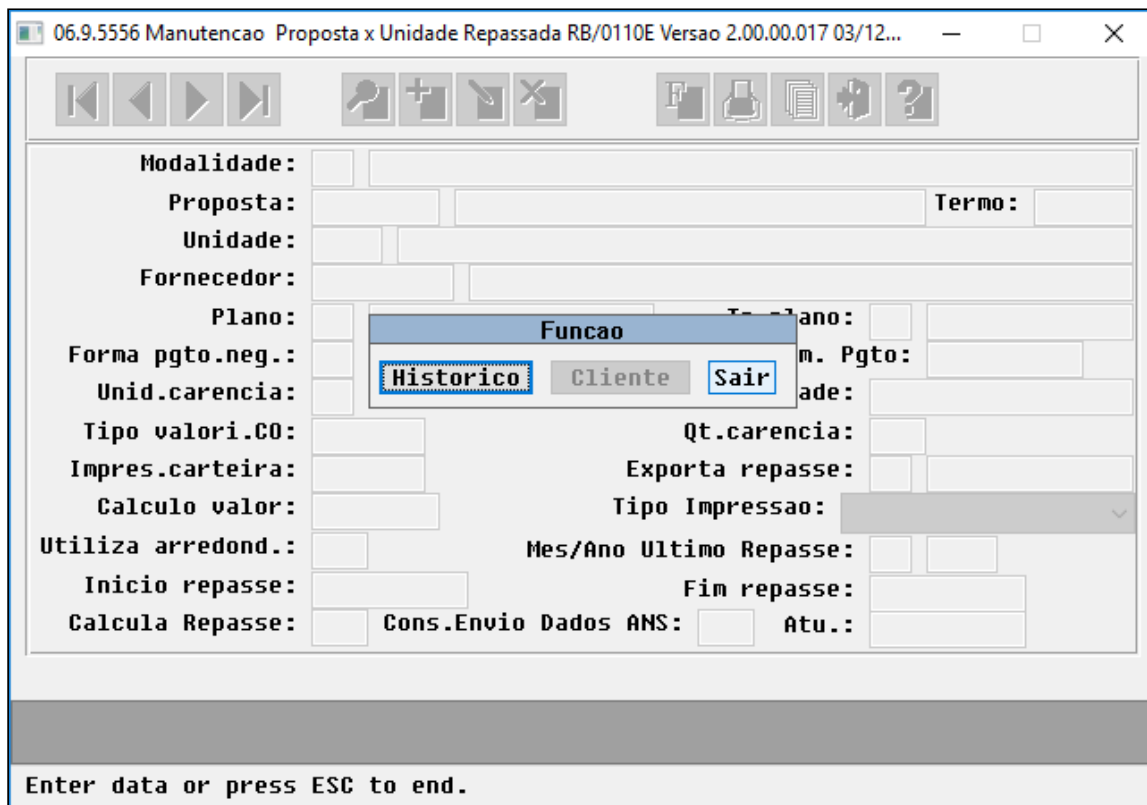 06.9.5556 Manutencao Proposta x Unidade Repassada RB/0110E Versao 2.00.00.017 03/12...
F ?
Modalidade:
Proposta: Termo:
Unidade:
Fornecedor:
Plano: lano:
Funcao
Forma pgto.neg.: m. Pgto:
Historico Cliente Sair
Unid.carencia: ade:
Tipo valori.CO: Qt.carencia:
Impres.carteira: Exporta repasse:
Calculo valor: Tipo Impressao:
Utiliza arredond.: Mes/Ano Ultimo Repasse:
Inicio repasse: Fim repasse:
Calcula Repasse: Cons.Envio Dados ANS: Atu.:
Enter data or press ESC to end.